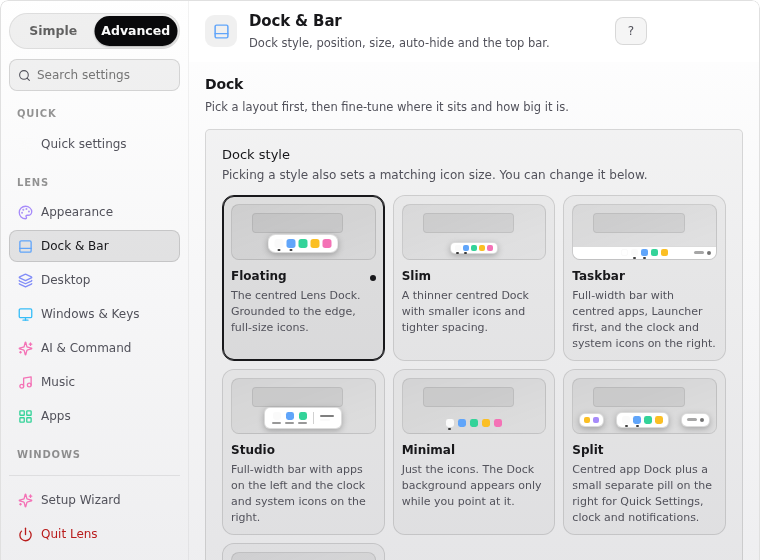 Simple
Advanced
Search settings
QUICK
Quick settings
LENS
Appearance
Dock & Bar
Desktop
Windows & Keys
AI & Command
Music
Apps
WINDOWS
Setup Wizard
Quit Lens
Dock & Bar
Dock style, position, size, auto-hide and the top bar.
?
Dock
Pick a layout first, then fine-tune where it sits and how big it is.
Dock style
Picking a style also sets a matching icon size. You can change it below.
Floating
The centred Lens Dock.
Grounded to the edge,
full-size icons.
Slim
A thinner centred Dock
with smaller icons and
tighter spacing.
Taskbar
Full-width bar with
centred apps, Launcher
first, and the clock and
system icons on the right.
Studio
Full-width bar with apps
on the left and the clock
and system icons on the
right.
Minimal
Just the icons. The Dock
background appears only
while you point at it.
Split
Centred app Dock plus a
small separate pill on the
right for Quick Settings,
clock and notifications.